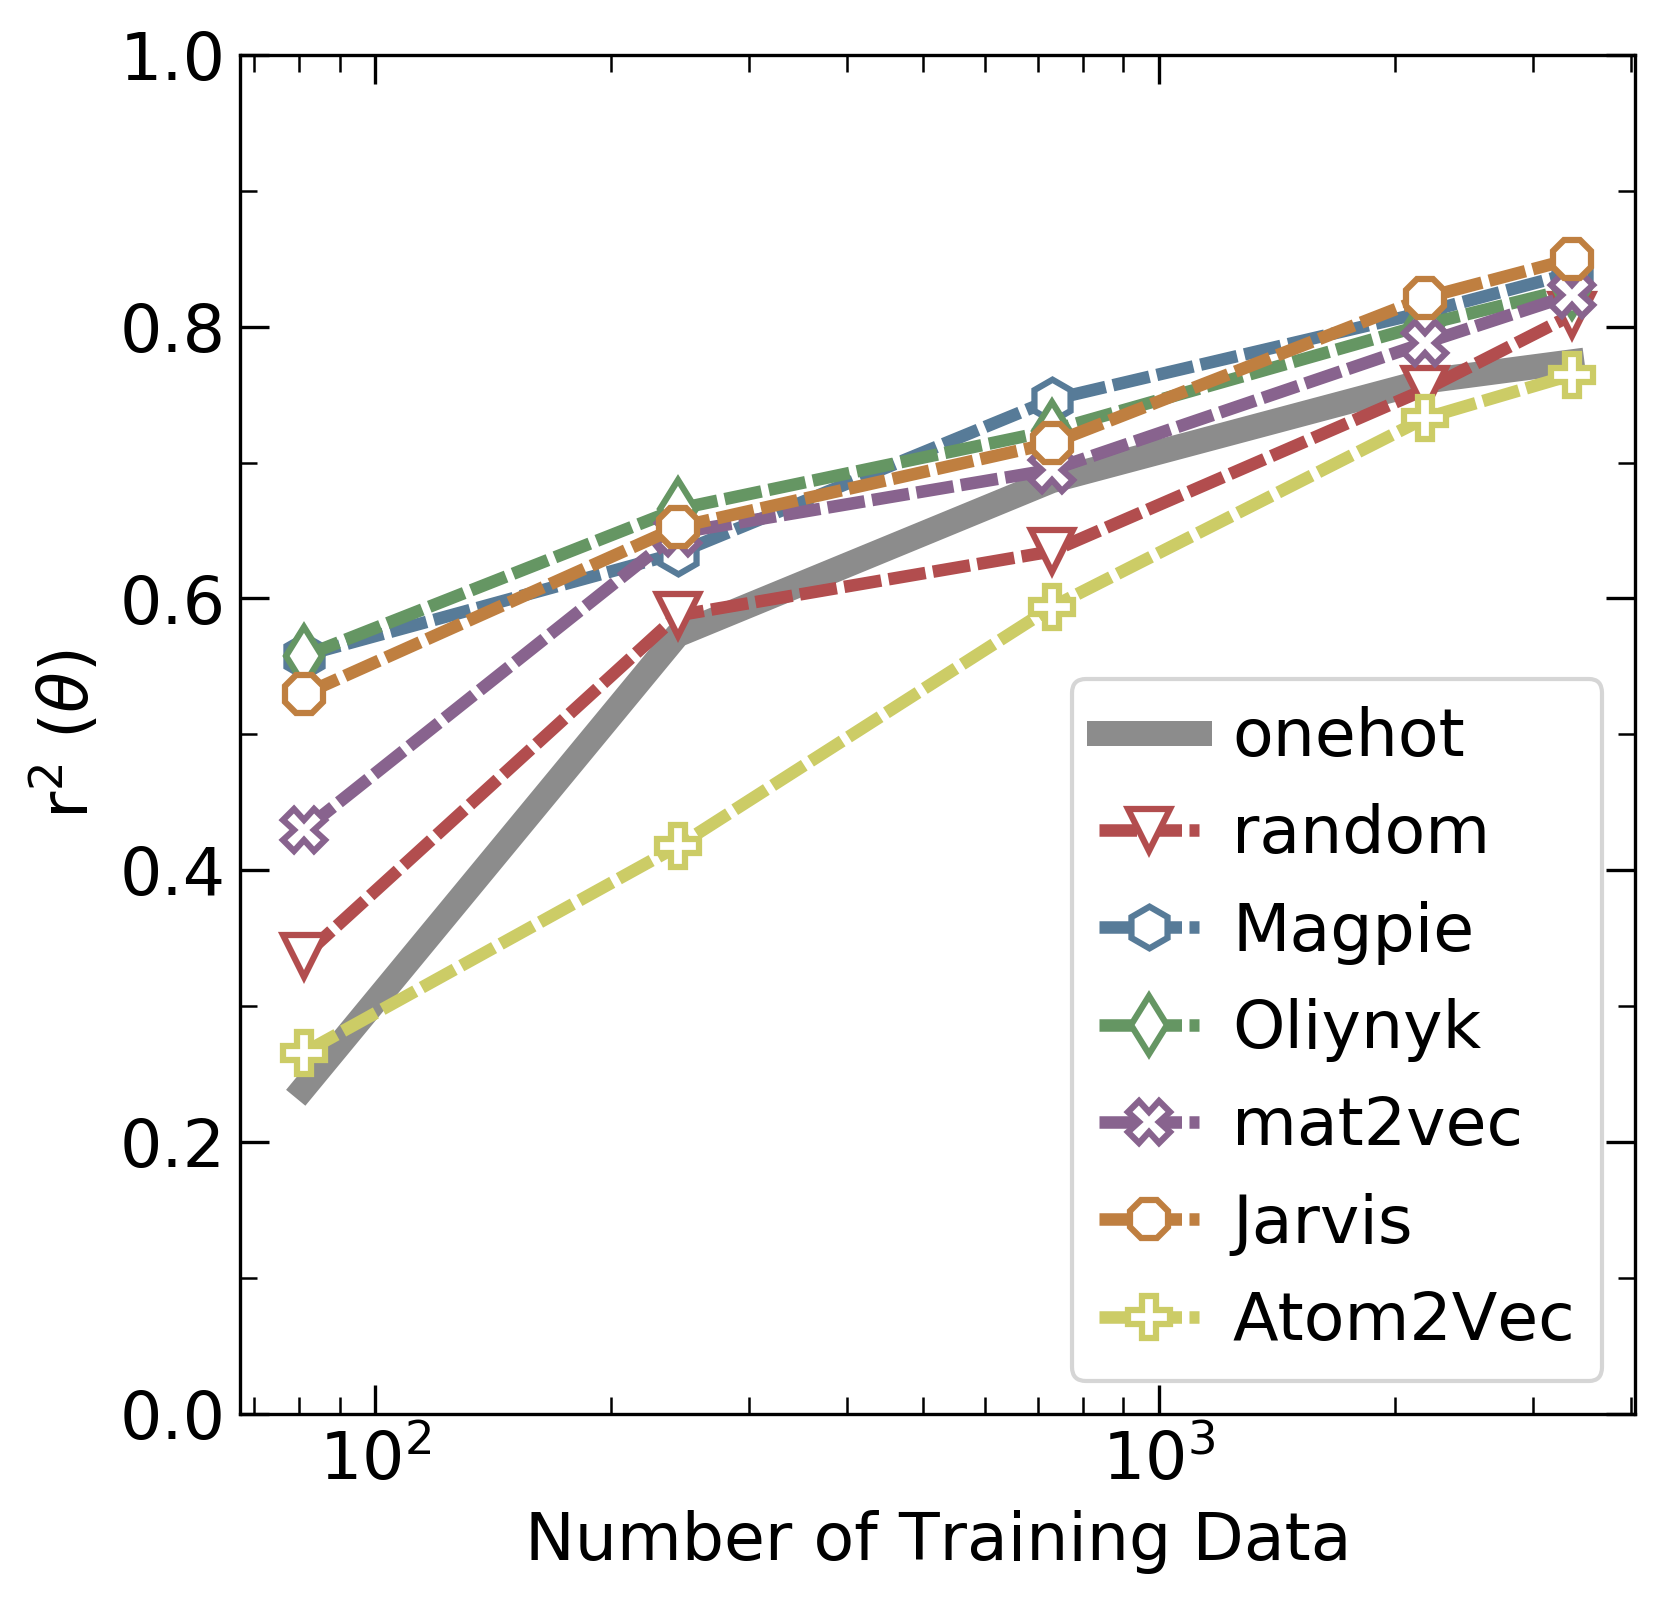 1.0
0.8
0.6
0.4
0.2
0.0
r² (θ)
10² 10³
Number of Training Data
onehot
random
Magpie
Oliynyk
mat2vec
Jarvis
Atom2Vec